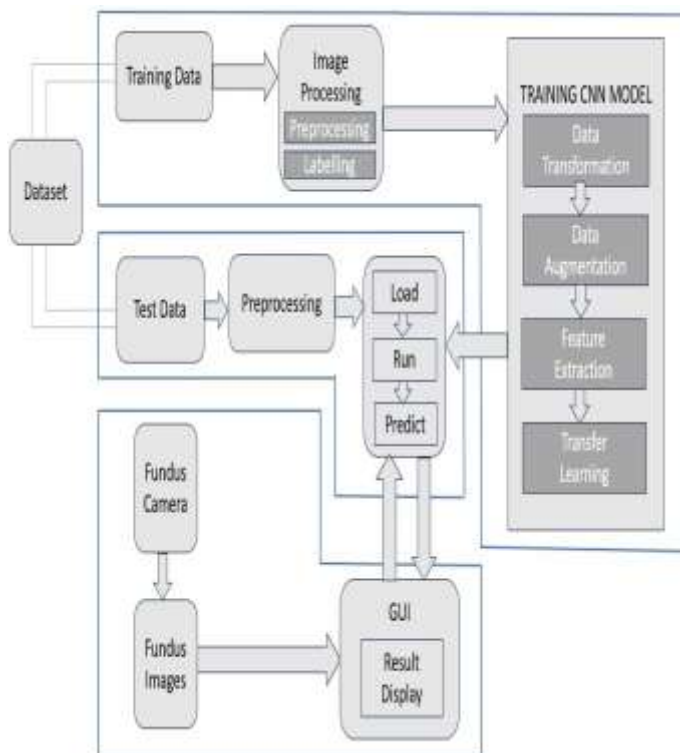 Training Data
Image
Processing
Preprocessing
Labelling
TRAINING CNN MODEL
Data
Transformation
Data
Augmentation
Feature
Extraction
Transfer
Learning
Dataset
Test Data
Preprocessing
Load
Run
Predict
Fundus
Camera
Fundus
Images
GUI
Result
Display